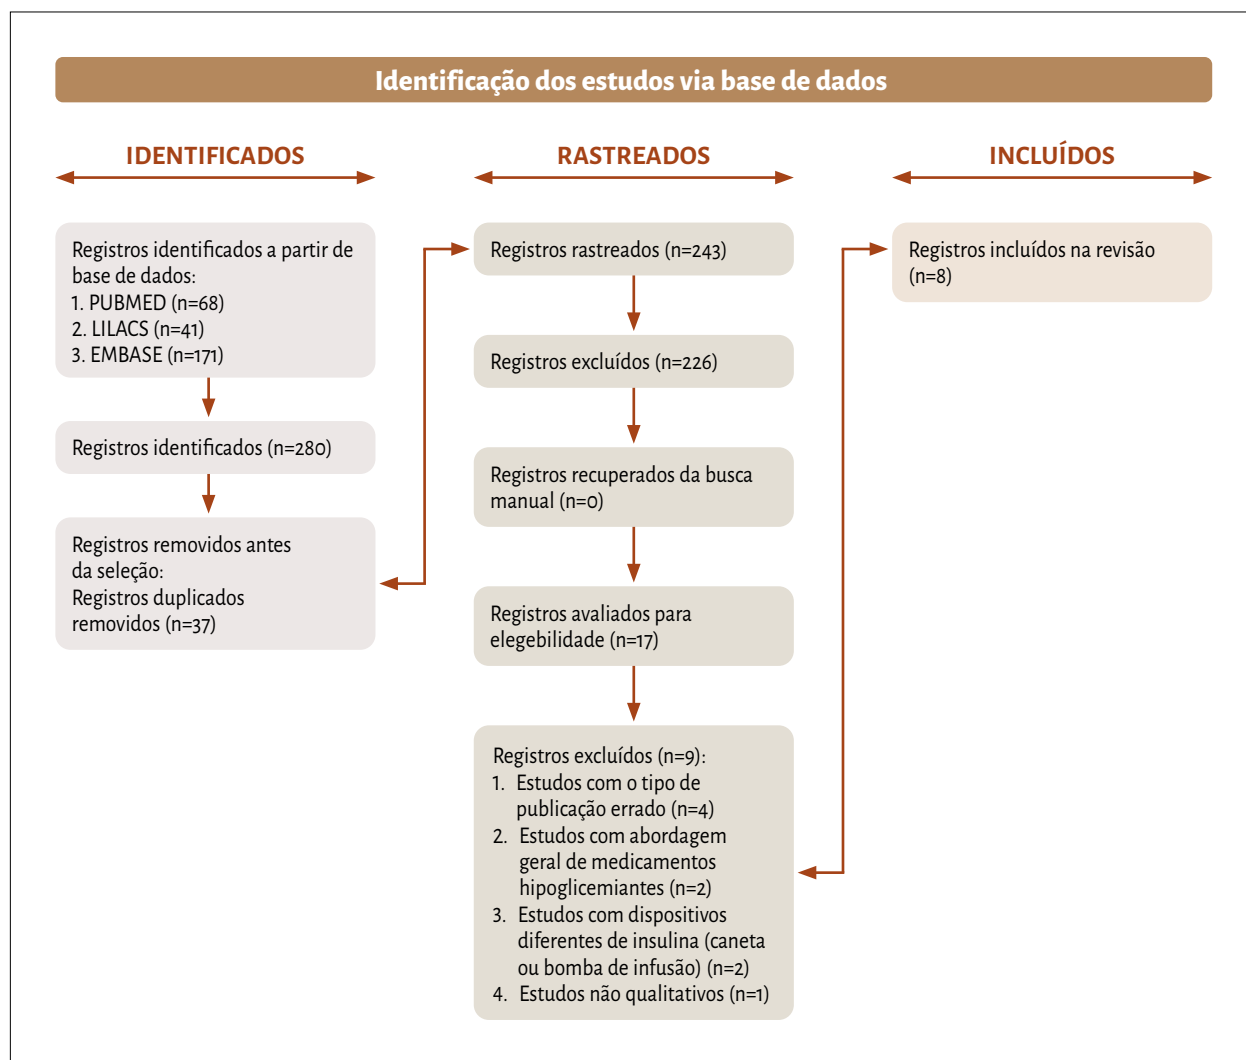 Identificação dos estudos via base de dados
IDENTIFICADOS
Registros identificados a partir de
base de dados:
1. PUBMED (n=68)
2. LILACS (n=41)
3. EMBASE (n=171)
Registros identificados (n=280)
Registros removidos antes
da seleção:
Registros duplicados
removidos (n=37)
RASTREADOS
Registros rastreados (n=243)
Registros excluídos (n=226)
Registros recuperados da busca
manual (n=0)
Registros avaliados para
elegebilidade (n=17)
Registros excluídos (n=9):
1. Estudos com o tipo de
publicação errado (n=4)
2. Estudos com abordagem
geral de medicamentos
hipoglicemiantes (n=2)
3. Estudos com dispositivos
diferentes de insulina (caneta
ou bomba de infusão) (n=2)
4. Estudos não qualitativos (n=1)
INCLUÍDOS
Registros incluídos na revisão
(n=8)